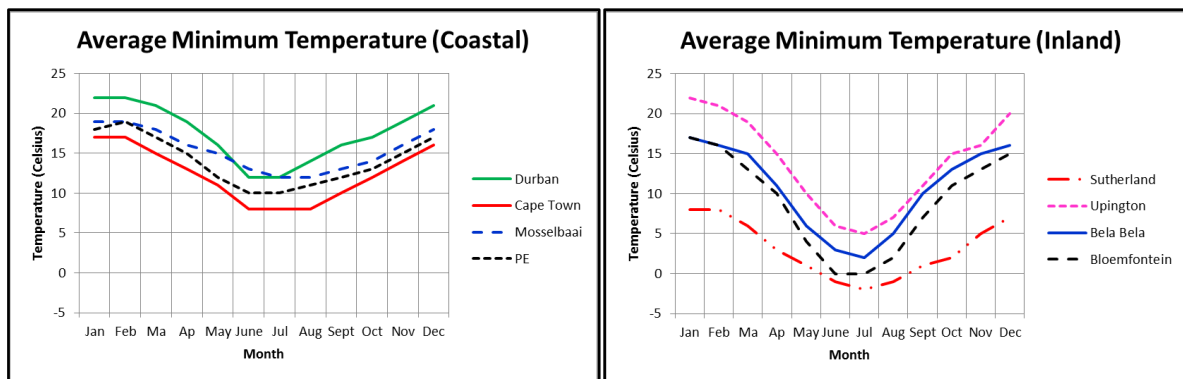 Average Minimum Temperature (Coastal)
Temperature (Celsius)
25
20
15
10
5
0
-5
Jan Feb Ma Ap May June Jul Aug Sept Oct Nov Dec
Month
Durban
Cape Town
Mosselbaai
PE
Average Minimum Temperature (Inland)
Temperature (Celsius)
25
20
15
10
5
0
-5
Jan Feb Ma Ap May June Jul Aug Sept Oct Nov Dec
Month
Sutherland
Upington
Bela Bela
Bloemfontein